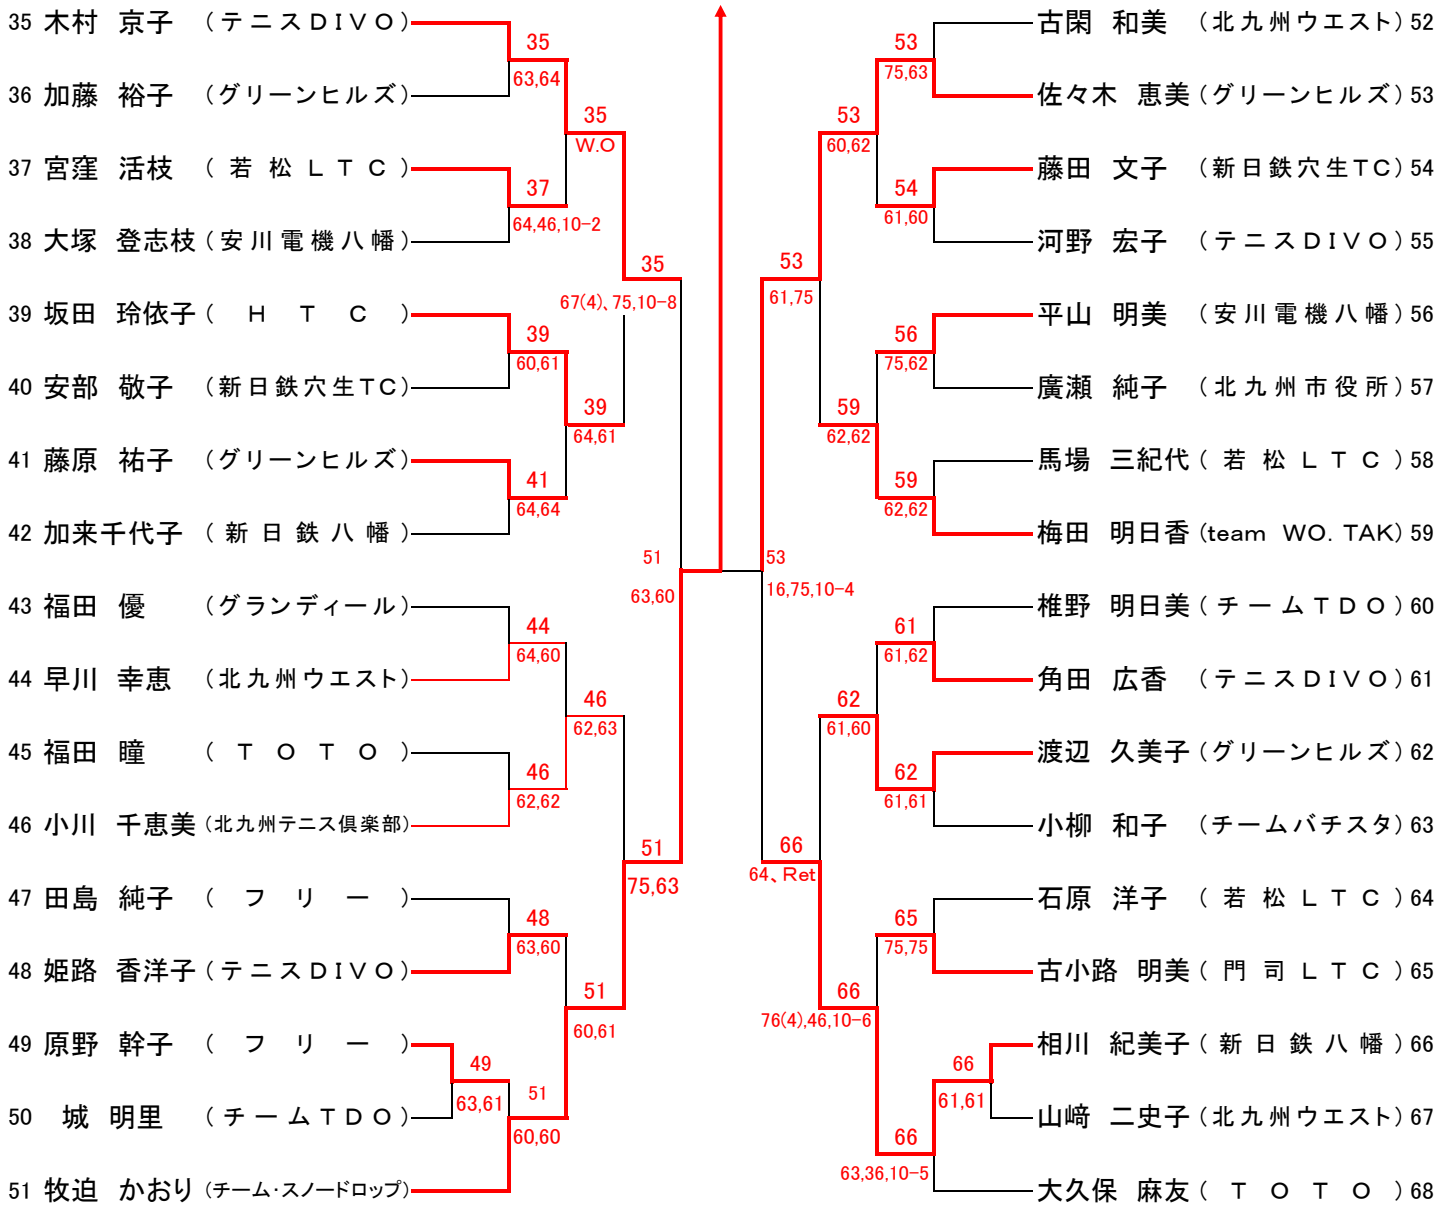 35 木村 京子 (テニスDIVO)
35
63,64
36 加藤 裕子 (グリーンヒルズ)
35
W.O
37 宮窪 活枝 (若松LTC)
37
64,46,10-2
38 大塚 登志枝 (安川電機八幡)
35
67(4)、75,10-8
39 坂田 玲依子 (HTC)
39
60,61
40 安部 敬子 (新日鉄穴生TC)
39
64,61
41 藤原 祐子 (グリーンヒルズ)
41
64,64
42 加来千代子 (新日鉄八幡)
51
63,60
43 福田 優 (グランディール)
44
64,60
44 早川 幸恵 (北九州ウエスト)
46
62,63
45 福田 瞳 (TOTO)
46
62,62
46 小川 千恵美 (北九州テニス倶楽部)
51
75,63
47 田島 純子 (フリー)
48
63,60
48 姫路 香洋子 (テニスDIVO)
51
60,61
49 原野 幹子 (フリー)
49
63,61
51
60,60
50 城 明里 (チームTDO)
51 牧迫 かおり (チーム・スノードロップ)
古閑 和美 (北九州ウエスト) 52
53
75,63
佐々木 恵美 (グリーンヒルズ) 53
53
60,62
藤田 文子 (新日鉄穴生TC) 54
54
61,60
河野 宏子 (テニスDIVO) 55
53
61,75
平山 明美 (安川電機八幡) 56
56
75,62
廣瀬 純子 (北九州市役所) 57
59
62,62
馬場 三紀代 (若松LTC) 58
59
62,62
梅田 明日香 (team WO. TAK) 59
53
16,75,10-4
椎野 明日美 (チームTDO) 60
61
61,62
角田 広香 (テニスDIVO) 61
62
61,60
渡辺 久美子 (グリーンヒルズ) 62
62
61,61
小柳 和子 (チームバチスタ) 63
66
64、Ret
石原 洋子 (若松LTC) 64
65
75,75
古小路 明美 (門司LTC) 65
66
76(4),46,10-6
相川 紀美子 (新日鉄八幡) 66
66
61,61
山﨑 二史子 (北九州ウエスト) 67
66
63,36,10-5
大久保 麻友 (TOTO) 68